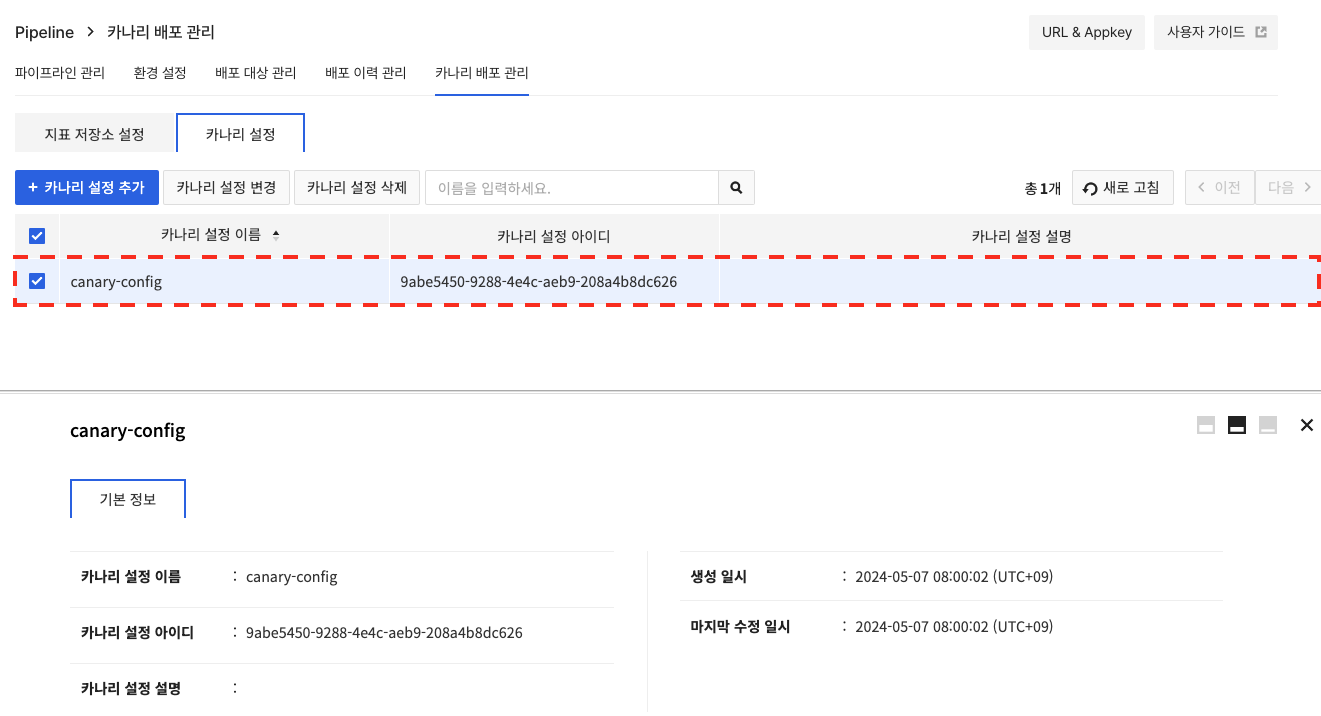 Pipeline > 카나리 배포 관리
URL & Appkey
사용자 가이드
파이프라인 관리 환경 설정 배포 대상 관리 배포 이력 관리 카나리 배포 관리
지표 저장소 설정 카나리 설정
+ 카나리 설정 추가 카나리 설정 변경 카나리 설정 삭제 이름을 입력하세요. 총 1개 새로 고침 < 이전 다음 >
카나리 설정 이름 카나리 설정 아이디 카나리 설정 설명
canary-config 9abe5450-9288-4e4c-aeb9-208a4b8dc626
canary-config
기본 정보
카나리 설정 이름 : canary-config
카나리 설정 아이디 : 9abe5450-9288-4e4c-aeb9-208a4b8dc626
카나리 설정 설명 :
생성 일시 : 2024-05-07 08:00:02 (UTC+09)
마지막 수정 일시 : 2024-05-07 08:00:02 (UTC+09)